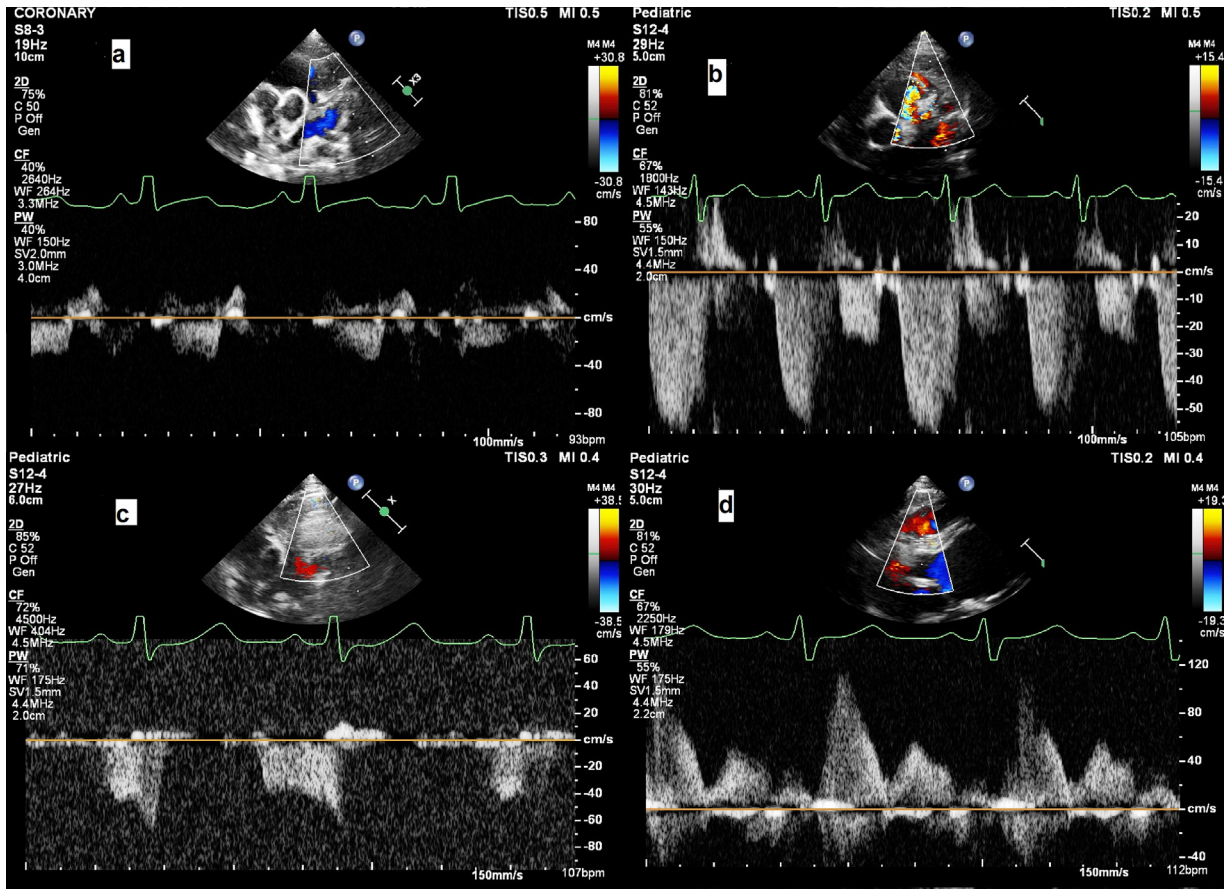 CORONARY TIS0.5 MI 0.5
S8-3
19Hz
10cm
a
P
X3
M4 M4
+30.8
2D
75%
C 50
P Off
Gen
CF
40%
2640Hz
WF 264Hz
3.3MHz
-30.8
cm/s
PW
40%
WF 150Hz
SV2.0mm
3.0MHz
4.0cm
80
40
cm/s
-40
-80
100mm/s 93bpm
Pediatric TIS0.2 MI 0.5
S12-4
29Hz
5.0cm
b
P
M4 M4
+15.4
2D
81%
C 52
P Off
Gen
CF
67%
1800Hz
WF 143Hz
4.5MHz
-15.4
cm/s
PW
55%
WF 150Hz
SV1.5mm
4.4MHz
2.0cm
20
10
cm/s
-10
-20
-30
-40
-50
100mm/s 105bpm
Pediatric TIS0.3 MI 0.4
S12-4
27Hz
6.0cm
c
P
X
M4 M4
+38.5
2D
85%
C 52
P Off
Gen
CF
72%
4500Hz
WF 404Hz
4.5MHz
-38.5
cm/s
PW
71%
WF 175Hz
SV1.5mm
4.4MHz
2.0cm
60
40
20
cm/s
-20
-40
-60
-80
150mm/s 107bpm
Pediatric TIS0.2 MI 0.4
S12-4
30Hz
5.0cm
d
P
M4 M4
+19.3
2D
81%
C 52
P Off
Gen
CF
67%
2250Hz
WF 179Hz
4.5MHz
-19.3
cm/s
PW
55%
WF 175Hz
SV1.5mm
4.4MHz
2.2cm
120
80
40
cm/s
-40
150mm/s 112bpm